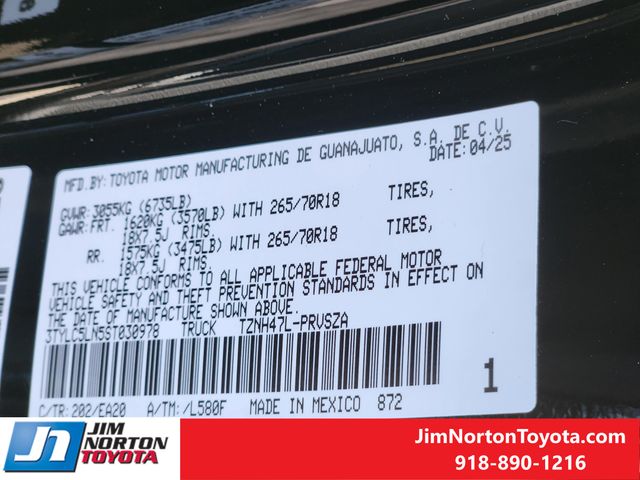 MFD.BY:TOYOTA MOTOR MANUFACTURING DE GUANAJUATO, S.A. DE C.V.
DATE:04/25
GVWR:3055KG (6735LB)
GAWR:FRT. 1620KG (3570LB) WITH 265/70R18 TIRES,
18X7.5J RIMS.
RR. 1575KG (3475LB) WITH 265/70R18 TIRES,
18X7.5J RIMS.
THIS VEHICLE CONFORMS TO ALL APPLICABLE FEDERAL MOTOR
VEHICLE SAFETY AND THEFT PREVENTION STANDARDS IN EFFECT ON
THE DATE OF MANUFACTURE SHOWN ABOVE.
3TYLC5LN5ST030978 TRUCK TZNH47L-PRVSZA
1
C/TR:202/EA20 A/TM:/L580F MADE IN MEXICO 872
JIM
NORTON
TOYOTA
JimNortonToyota.com
918-890-1216